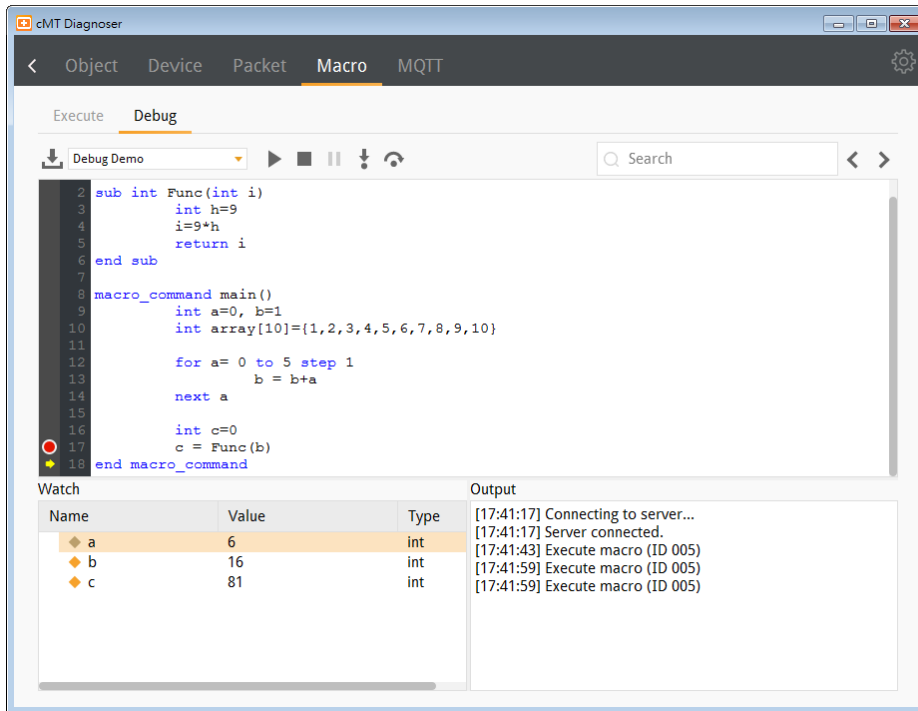 cMT Diagnoser
Object Device Packet Macro MQTT
Execute Debug
Debug Demo Search
2 sub int Func(int i)
3 int h=9
4 i=9*h
5 return i
6 end sub
7
8 macro_command main()
9 int a=0, b=1
10 int array[10]={1,2,3,4,5,6,7,8,9,10}
11
12 for a= 0 to 5 step 1
13 b = b+a
14 next a
15
16 int c=0
17 c = Func(b)
18 end macro_command
Watch
Name Value Type
a 6 int
b 16 int
c 81 int
Output
[17:41:17] Connecting to server...
[17:41:17] Server connected.
[17:41:43] Execute macro (ID 005)
[17:41:59] Execute macro (ID 005)
[17:41:59] Execute macro (ID 005)